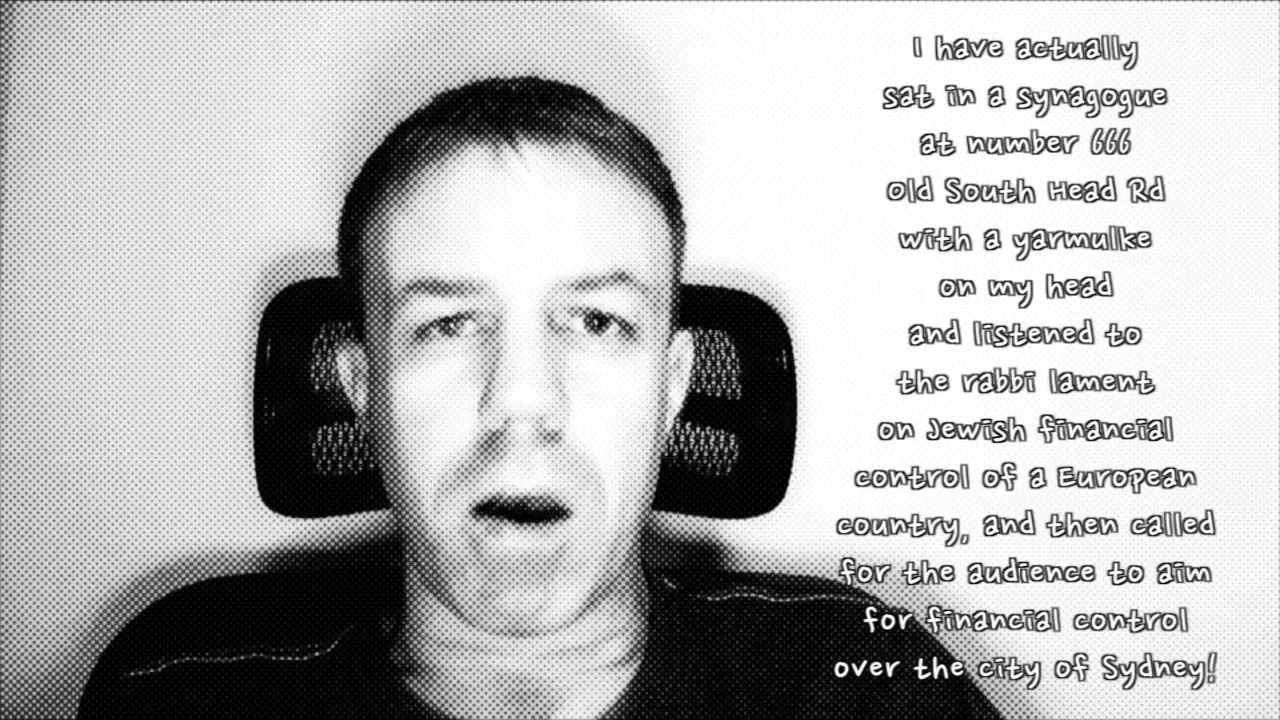 I have actually
sat in a synagogue
at number 666
Old South Head Rd
with a yarmulke
on my head
and listened to
the rabbi lament
on Jewish financial
control of a European
country, and then called
for the audience to aim
for financial control
over the city of Sydney!